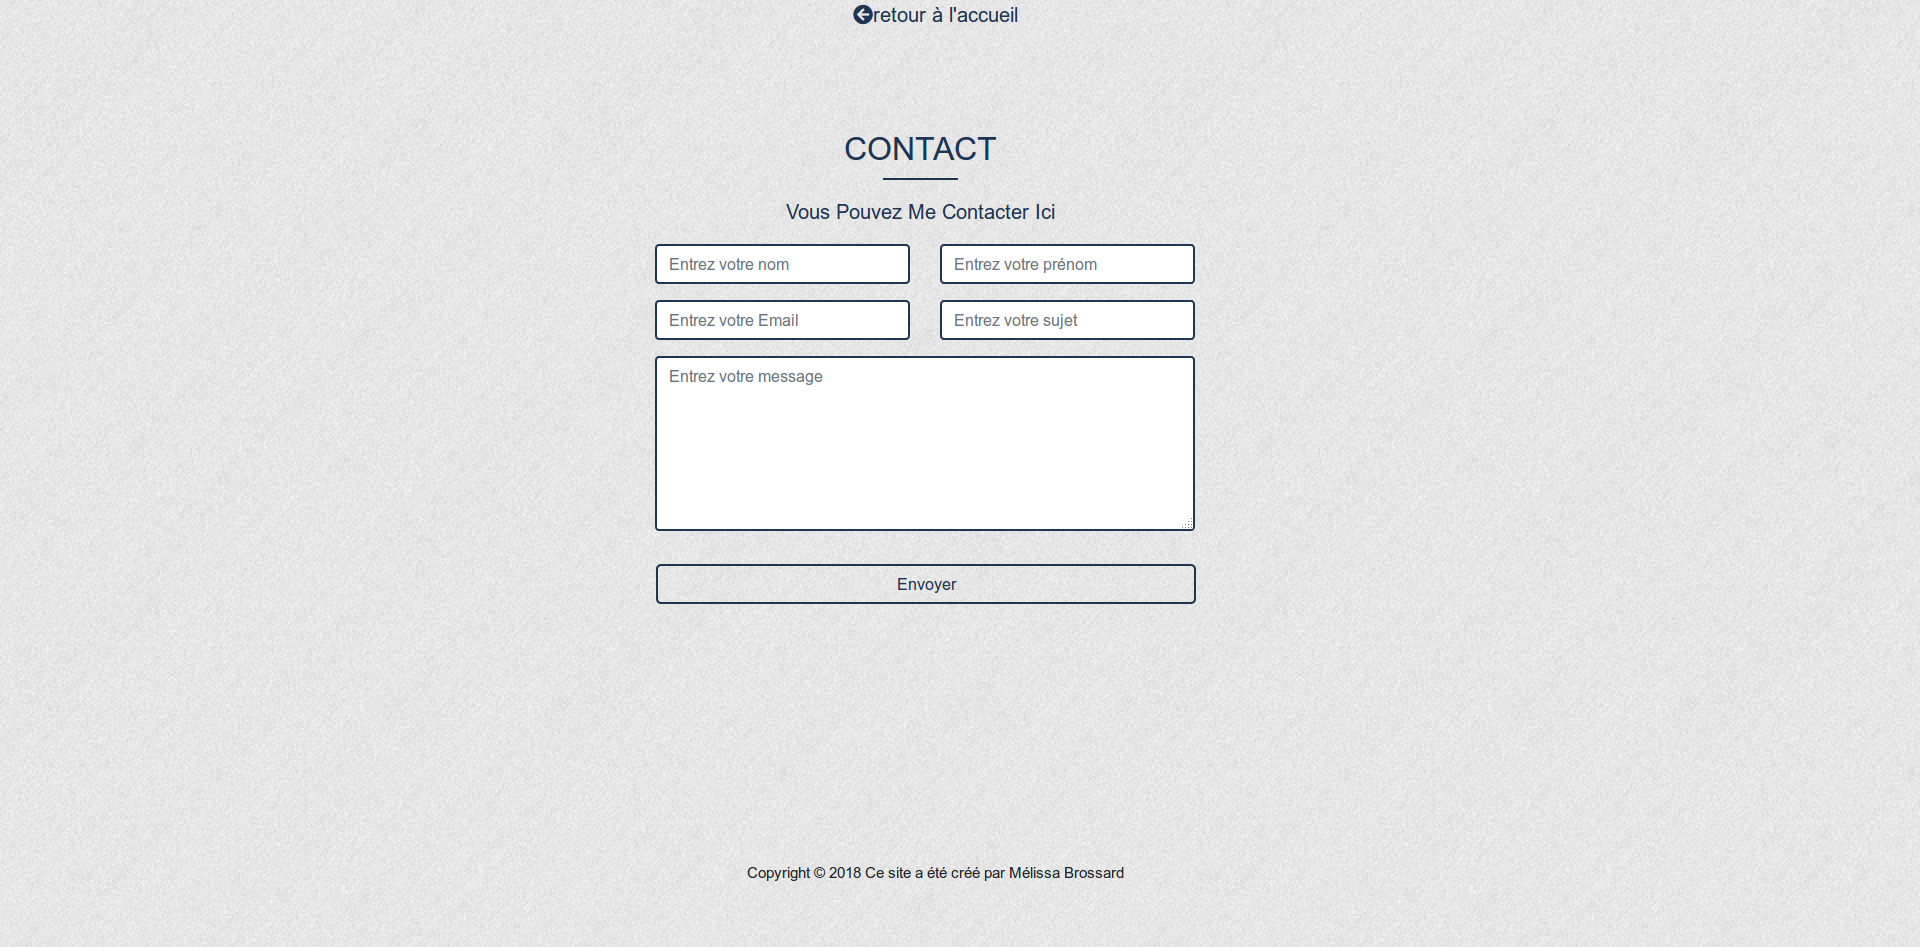 retour à l'accueil
CONTACT
Vous Pouvez Me Contacter Ici
Entrez votre nom
Entrez votre prénom
Entrez votre Email
Entrez votre sujet
Entrez votre message
Envoyer
Copyright © 2018 Ce site a été créé par Mélissa Brossard